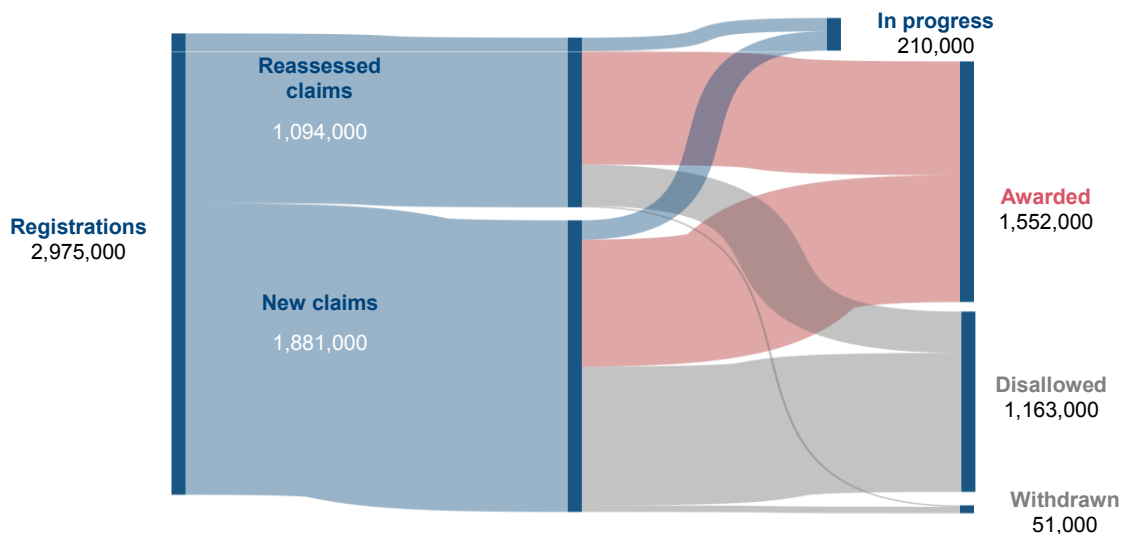 In progress
210,000
Reassessed
claims
1,094,000
Awarded
1,552,000
Registrations
2,975,000
New claims
1,881,000
Disallowed
1,163,000
Withdrawn
51,000